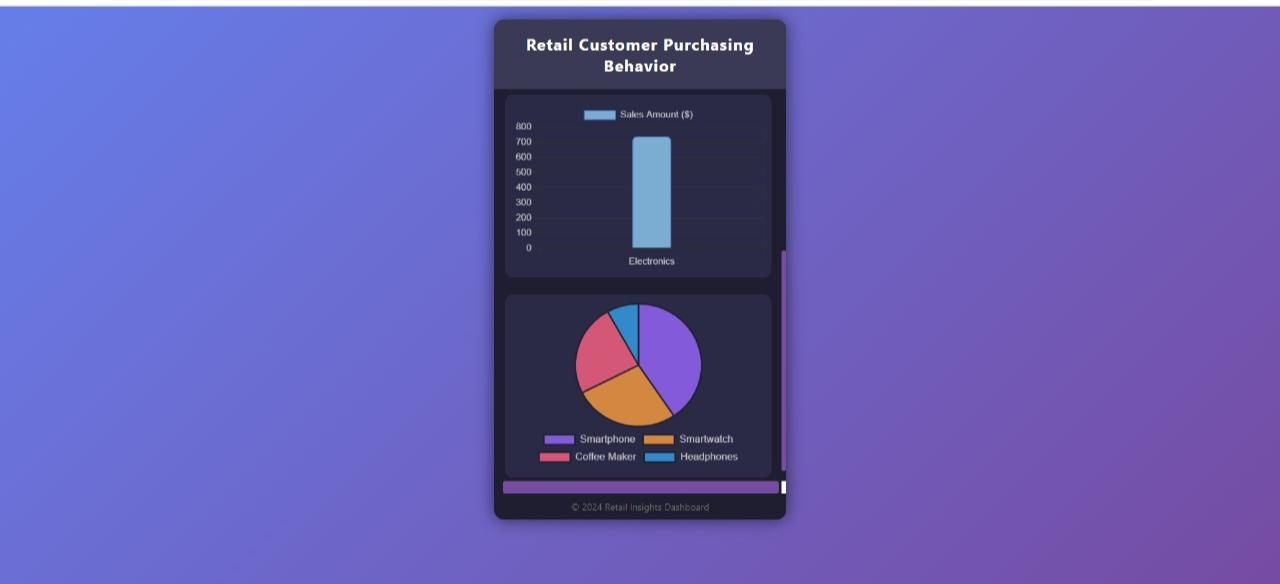 Retail Customer Purchasing
Behavior
Sales Amount ($)
800
700
600
500
400
300
200
100
0
Electronics
Smartphone Smartwatch
Coffee Maker Headphones
© 2024 Retail Insights Dashboard